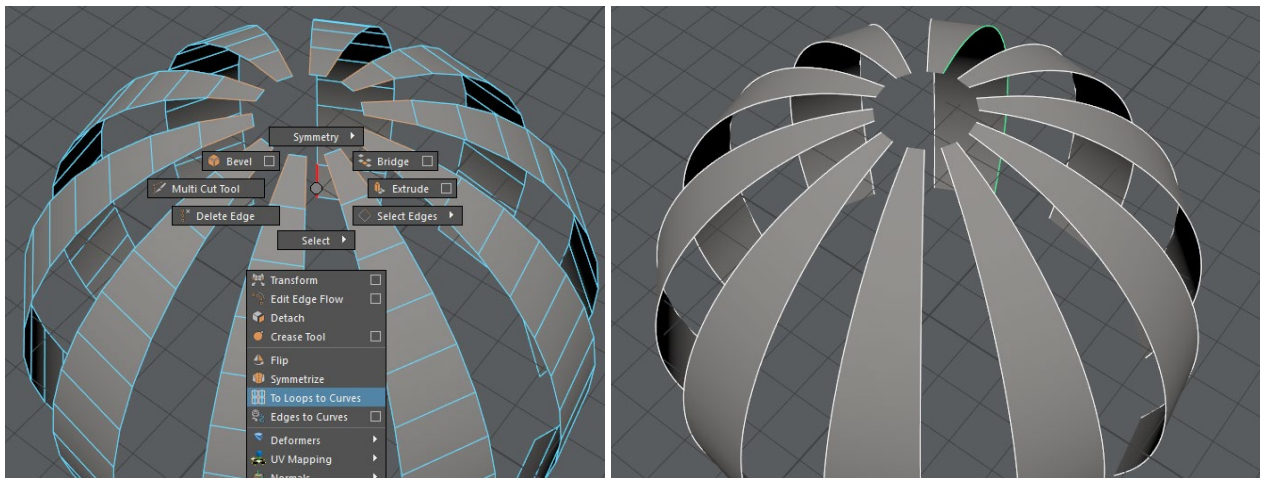 Symmetry
Bevel
Bridge
Multi Cut Tool
Extrude
Delete Edge
Select Edges
Select
Transform
Edit Edge Flow
Detach
Crease Tool
Flip
Symmetrize
To Loops to Curves
Edges to Curves
Deformers
UV Mapping
Normals